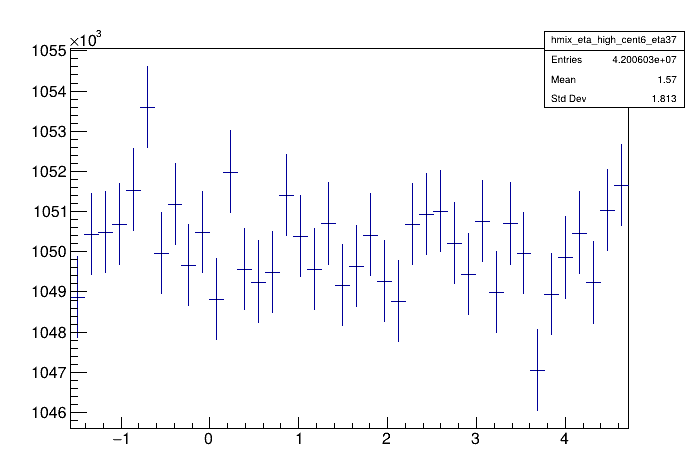 ×10³
hmix_eta_high_cent6_eta37
Entries 4.200603e+07
Mean 1.57
Std Dev 1.813
1055
1054
1053
1052
1051
1050
1049
1048
1047
1046
−1 0 1 2 3 4